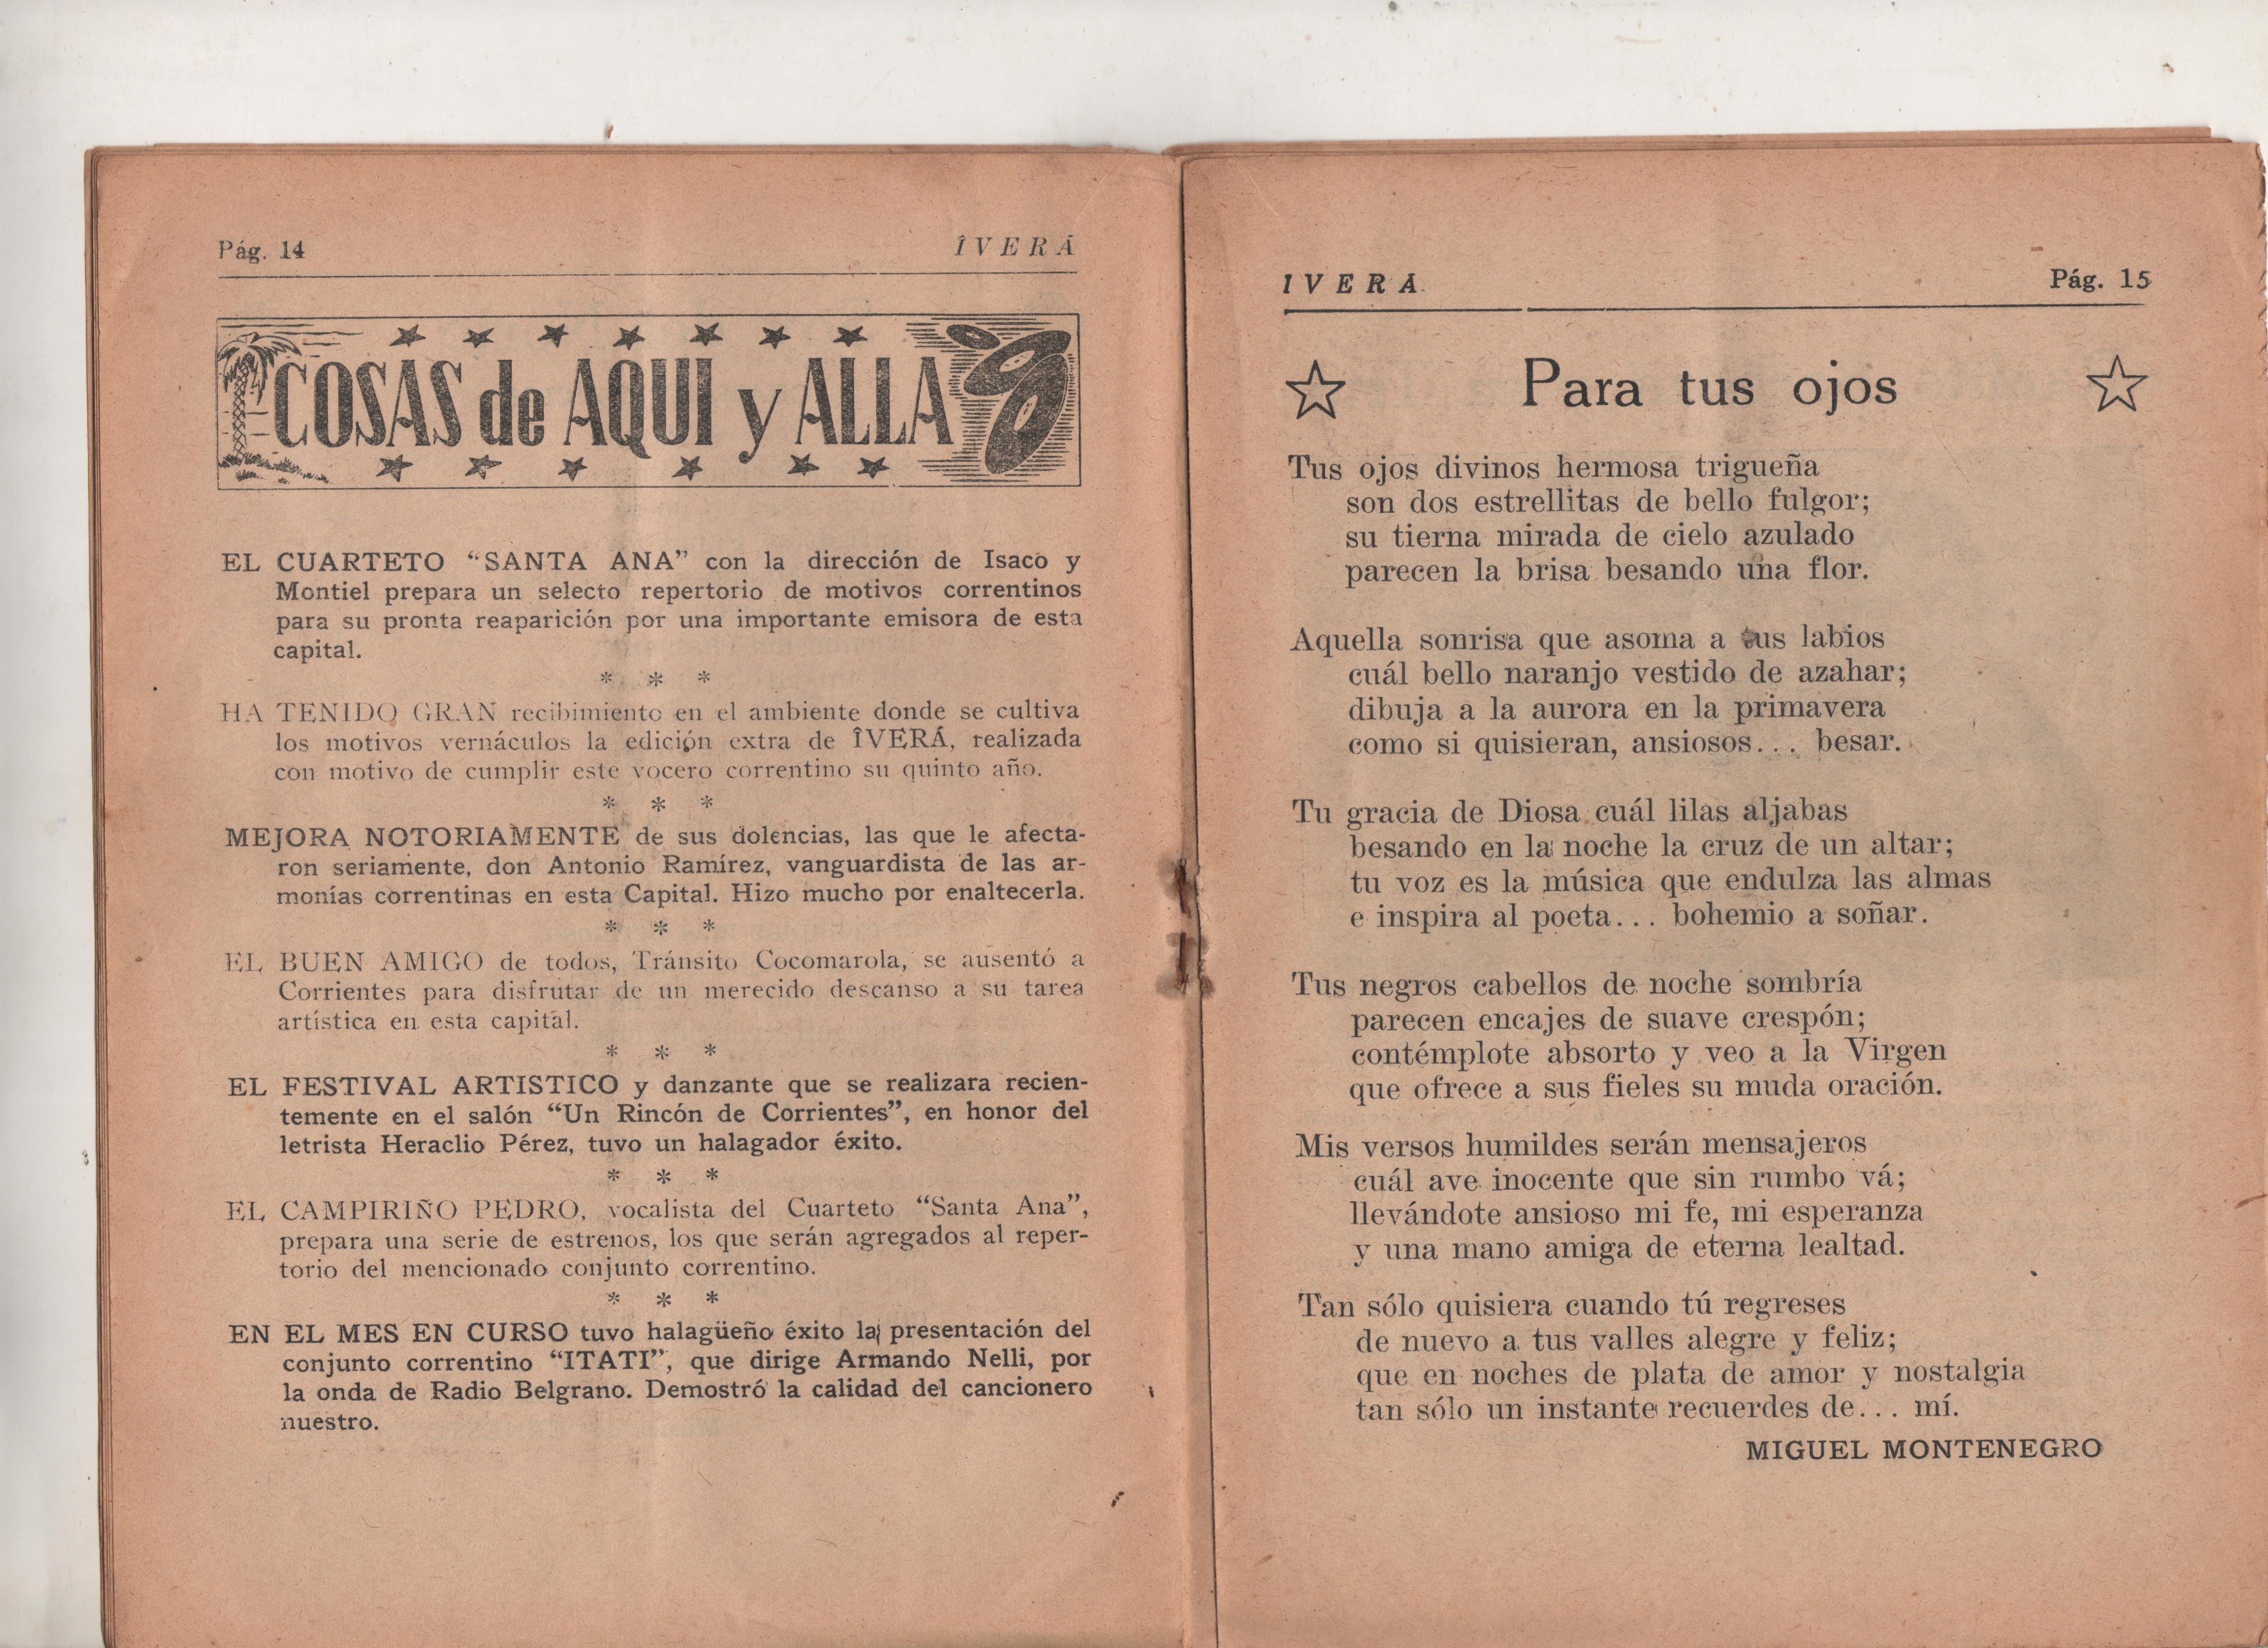 Pág. 14
ÎVERÁ
COSAS de AQUI y ALLA
EL CUARTETO “SANTA ANA” con la dirección de Isaco y
Montiel prepara un selecto repertorio de motivos correntinos
para su pronta reaparición por una importante emisora de esta
capital.
* * *
HA TENIDO GRAN recibimiento en el ambiente donde se cultiva
los motivos vernáculos la edición extra de ÎVERÁ, realizada
con motivo de cumplir este vocero correntino su quinto año.
* * *
MEJORA NOTORIAMENTE de sus dolencias, las que le afecta-
ron seriamente, don Antonio Ramírez, vanguardista de las ar-
monías correntinas en esta Capital. Hizo mucho por enaltecerla.
* * *
EL BUEN AMIGO de todos, Tránsito Cocomarola, se ausentó a
Corrientes para disfrutar de un merecido descanso a su tarea
artística en esta capital.
* * *
EL FESTIVAL ARTISTICO y danzante que se realizara recien-
temente en el salón “Un Rincón de Corrientes”, en honor del
letrista Heraclio Pérez, tuvo un halagador éxito.
* * *
EL CAMPIRIÑO PEDRO, vocalista del Cuarteto “Santa Ana”,
prepara una serie de estrenos, los que serán agregados al reper-
torio del mencionado conjunto correntino.
* * *
EN EL MES EN CURSO tuvo halagüeño éxito la presentación del
conjunto correntino “ITATI”, que dirige Armando Nelli, por
la onda de Radio Belgrano. Demostró la calidad del cancionero
nuestro.
IVERA
Pág. 15
Para tus ojos
Tus ojos divinos hermosa trigueña
son dos estrellitas de bello fulgor;
su tierna mirada de cielo azulado
parecen la brisa besando una flor.
Aquella sonrisa que asoma a tus labios
cuál bello naranjo vestido de azahar;
dibuja a la aurora en la primavera
como si quisieran, ansiosos... besar.
Tu gracia de Diosa cuál lilas aljabas
besando en la noche la cruz de un altar;
tu voz es la música que endulza las almas
e inspira al poeta... bohemio a soñar.
Tus negros cabellos de noche sombría
parecen encajes de suave crespón;
contémplote absorto y veo a la Virgen
que ofrece a sus fieles su muda oración.
Mis versos humildes serán mensajeros
cuál ave inocente que sin rumbo vá;
llevándote ansioso mi fe, mi esperanza
y una mano amiga de eterna lealtad.
Tan sólo quisiera cuando tú regreses
de nuevo a tus valles alegre y feliz;
que en noches de plata de amor y nostalgia
tan sólo un instante recuerdes de... mí.
MIGUEL MONTENEGRO